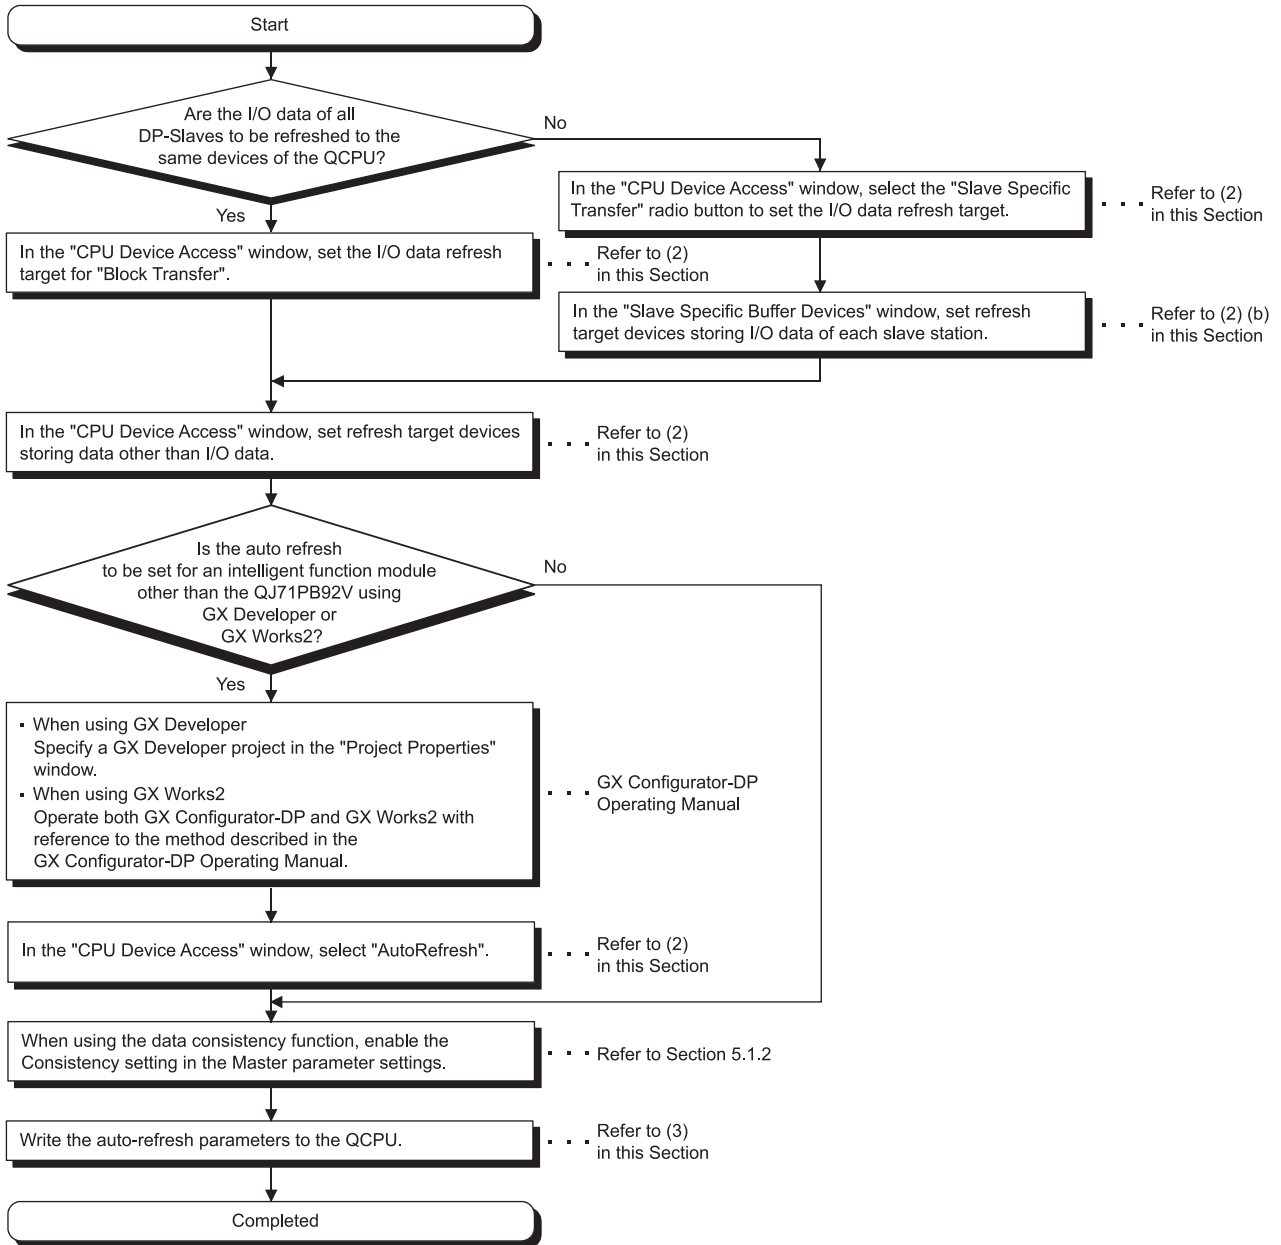 Start
Are the I/O data of all
DP-Slaves to be refreshed to the
same devices of the QCPU?
No
Yes
In the "CPU Device Access" window, select the "Slave Specific
Transfer" radio button to set the I/O data refresh target.
Refer to (2)
in this Section
In the "CPU Device Access" window, set the I/O data refresh
target for "Block Transfer".
Refer to (2)
in this Section
In the "Slave Specific Buffer Devices" window, set refresh
target devices storing I/O data of each slave station.
Refer to (2) (b)
in this Section
In the "CPU Device Access" window, set refresh target devices
storing data other than I/O data.
Refer to (2)
in this Section
Is the auto refresh
to be set for an intelligent function module
other than the QJ71PB92V using
GX Developer or
GX Works2?
No
Yes
▪ When using GX Developer
Specify a GX Developer project in the "Project Properties"
window.
▪ When using GX Works2
Operate both GX Configurator-DP and GX Works2 with
reference to the method described in the
GX Configurator-DP Operating Manual.
GX Configurator-DP
Operating Manual
In the "CPU Device Access" window, select "AutoRefresh".
Refer to (2)
in this Section
When using the data consistency function, enable the
Consistency setting in the Master parameter settings.
Refer to Section 5.1.2
Write the auto-refresh parameters to the QCPU.
Refer to (3)
in this Section
Completed